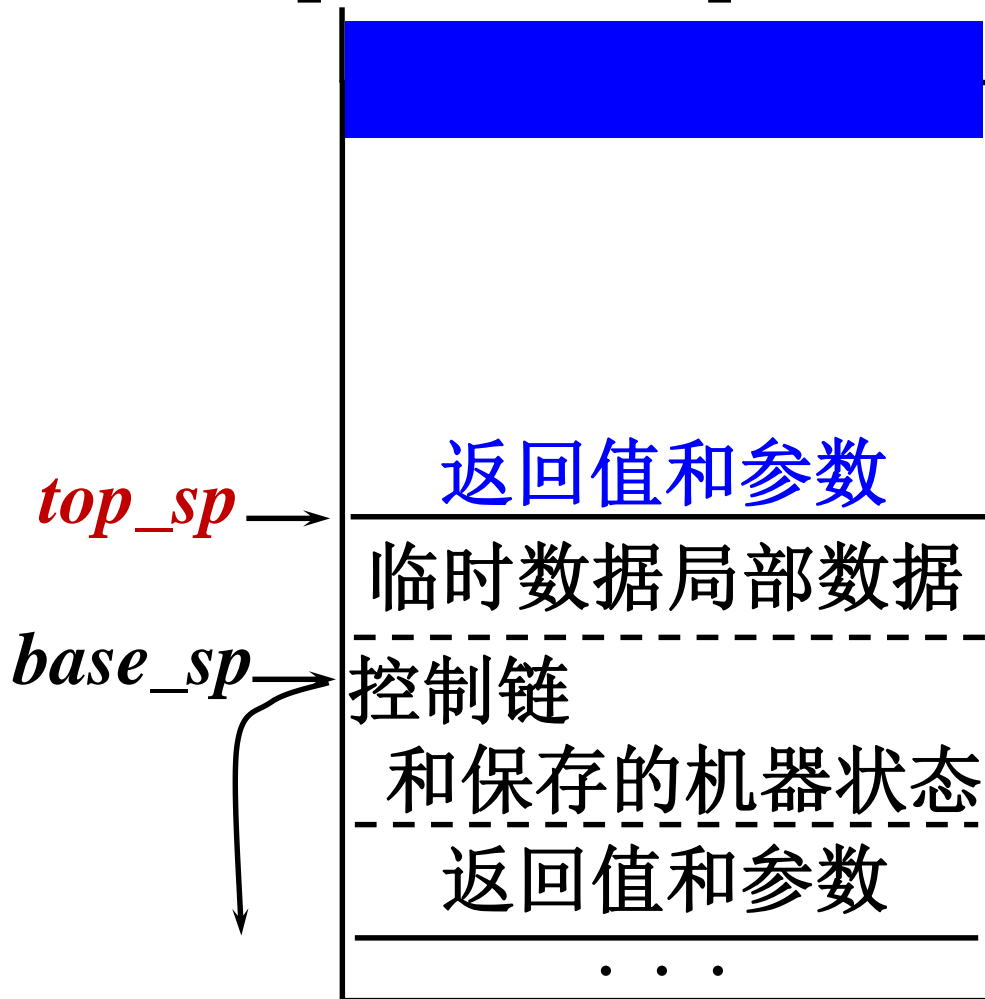 返回值和参数
top_sp
临时数据局部数据
base_sp
控制链
和保存的机器状态
返回值和参数
. . .